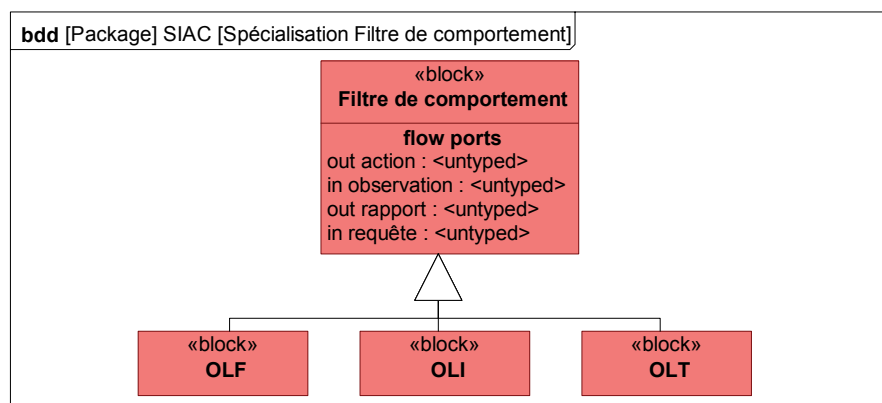 bdd [Package] SIAC [Spécialisation Filtre de comportement]
«block»
Filtre de comportement
flow ports
out action : <untyped>
in observation : <untyped>
out rapport : <untyped>
in requête : <untyped>
«block»
OLF
«block»
OLI
«block»
OLT